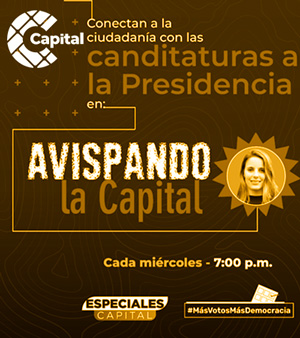 Capital
Conectan a la
ciudadanía con las
canditaturas a
la Presidencia
en:
AVISPANDO
la Capital
Cada miércoles - 7:00 p.m.
ESPECIALES
CAPITAL
#MásVotosMásDemocracia